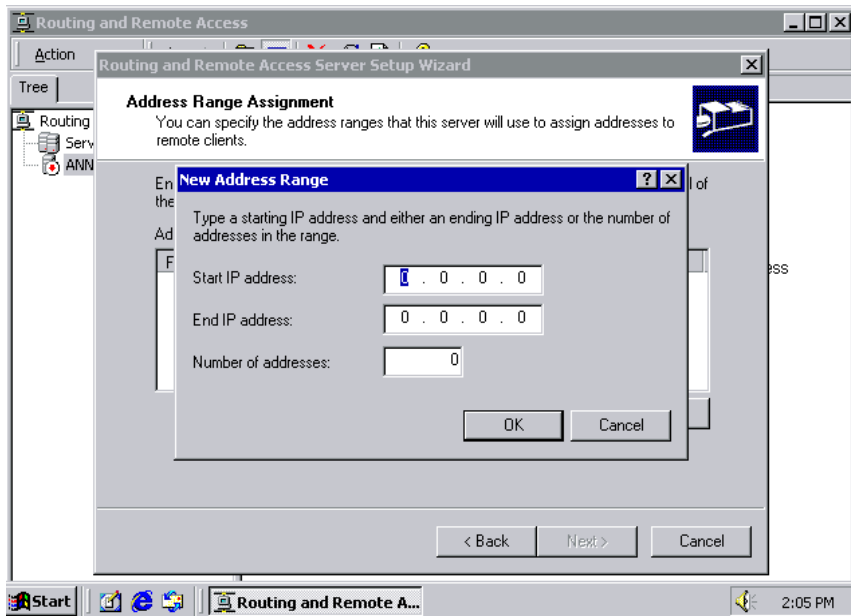 Routing and Remote Access
Action
Routing and Remote Access Server Setup Wizard
Tree
Address Range Assignment
You can specify the address ranges that this server will use to assign addresses to
remote clients.
Routing
Serv
ANN
En
l of
the
New Address Range
Type a starting IP address and either an ending IP address or the number of
addresses in the range.
Ad
F
ess
Start IP address: 0 . 0 . 0 . 0
End IP address: 0 . 0 . 0 . 0
Number of addresses: 0
OK Cancel
< Back Next > Cancel
Start Routing and Remote A... 2:05 PM